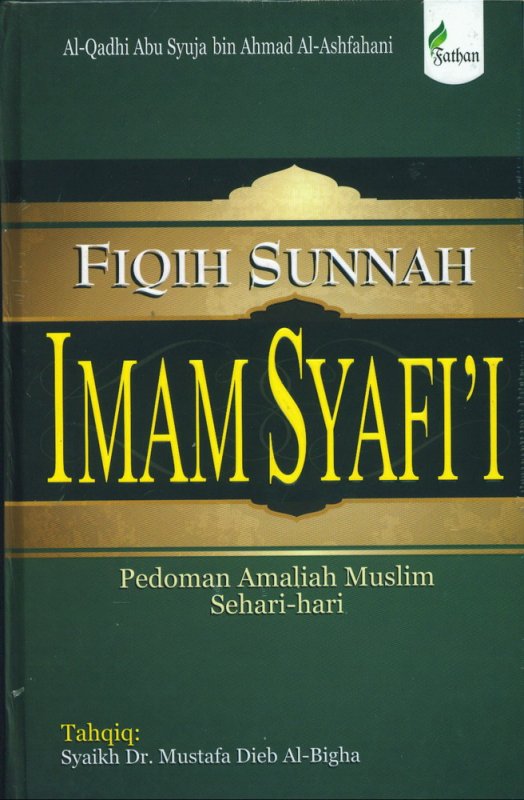 Al-Qadhi Abu Syuja bin Ahmad Al-Ashfahani
Fathan
FIQIH SUNNAH
IMAM SYAFI'I
Pedoman Amaliah Muslim
Sehari-hari
Tahqiq:
Syaikh Dr. Mustafa Dieb Al-Bigha